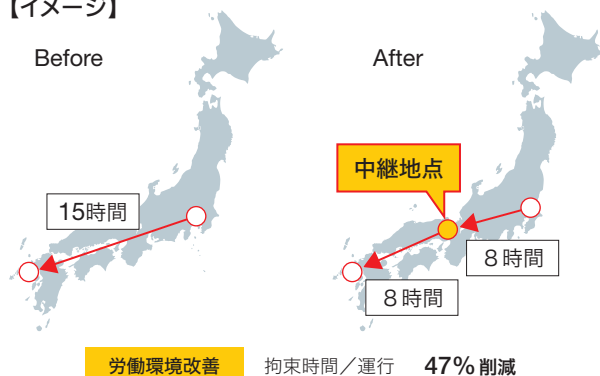 【イメージ】
Before
15時間
After
中継地点
8時間
8時間
労働環境改善 拘束時間／運行 47%削減